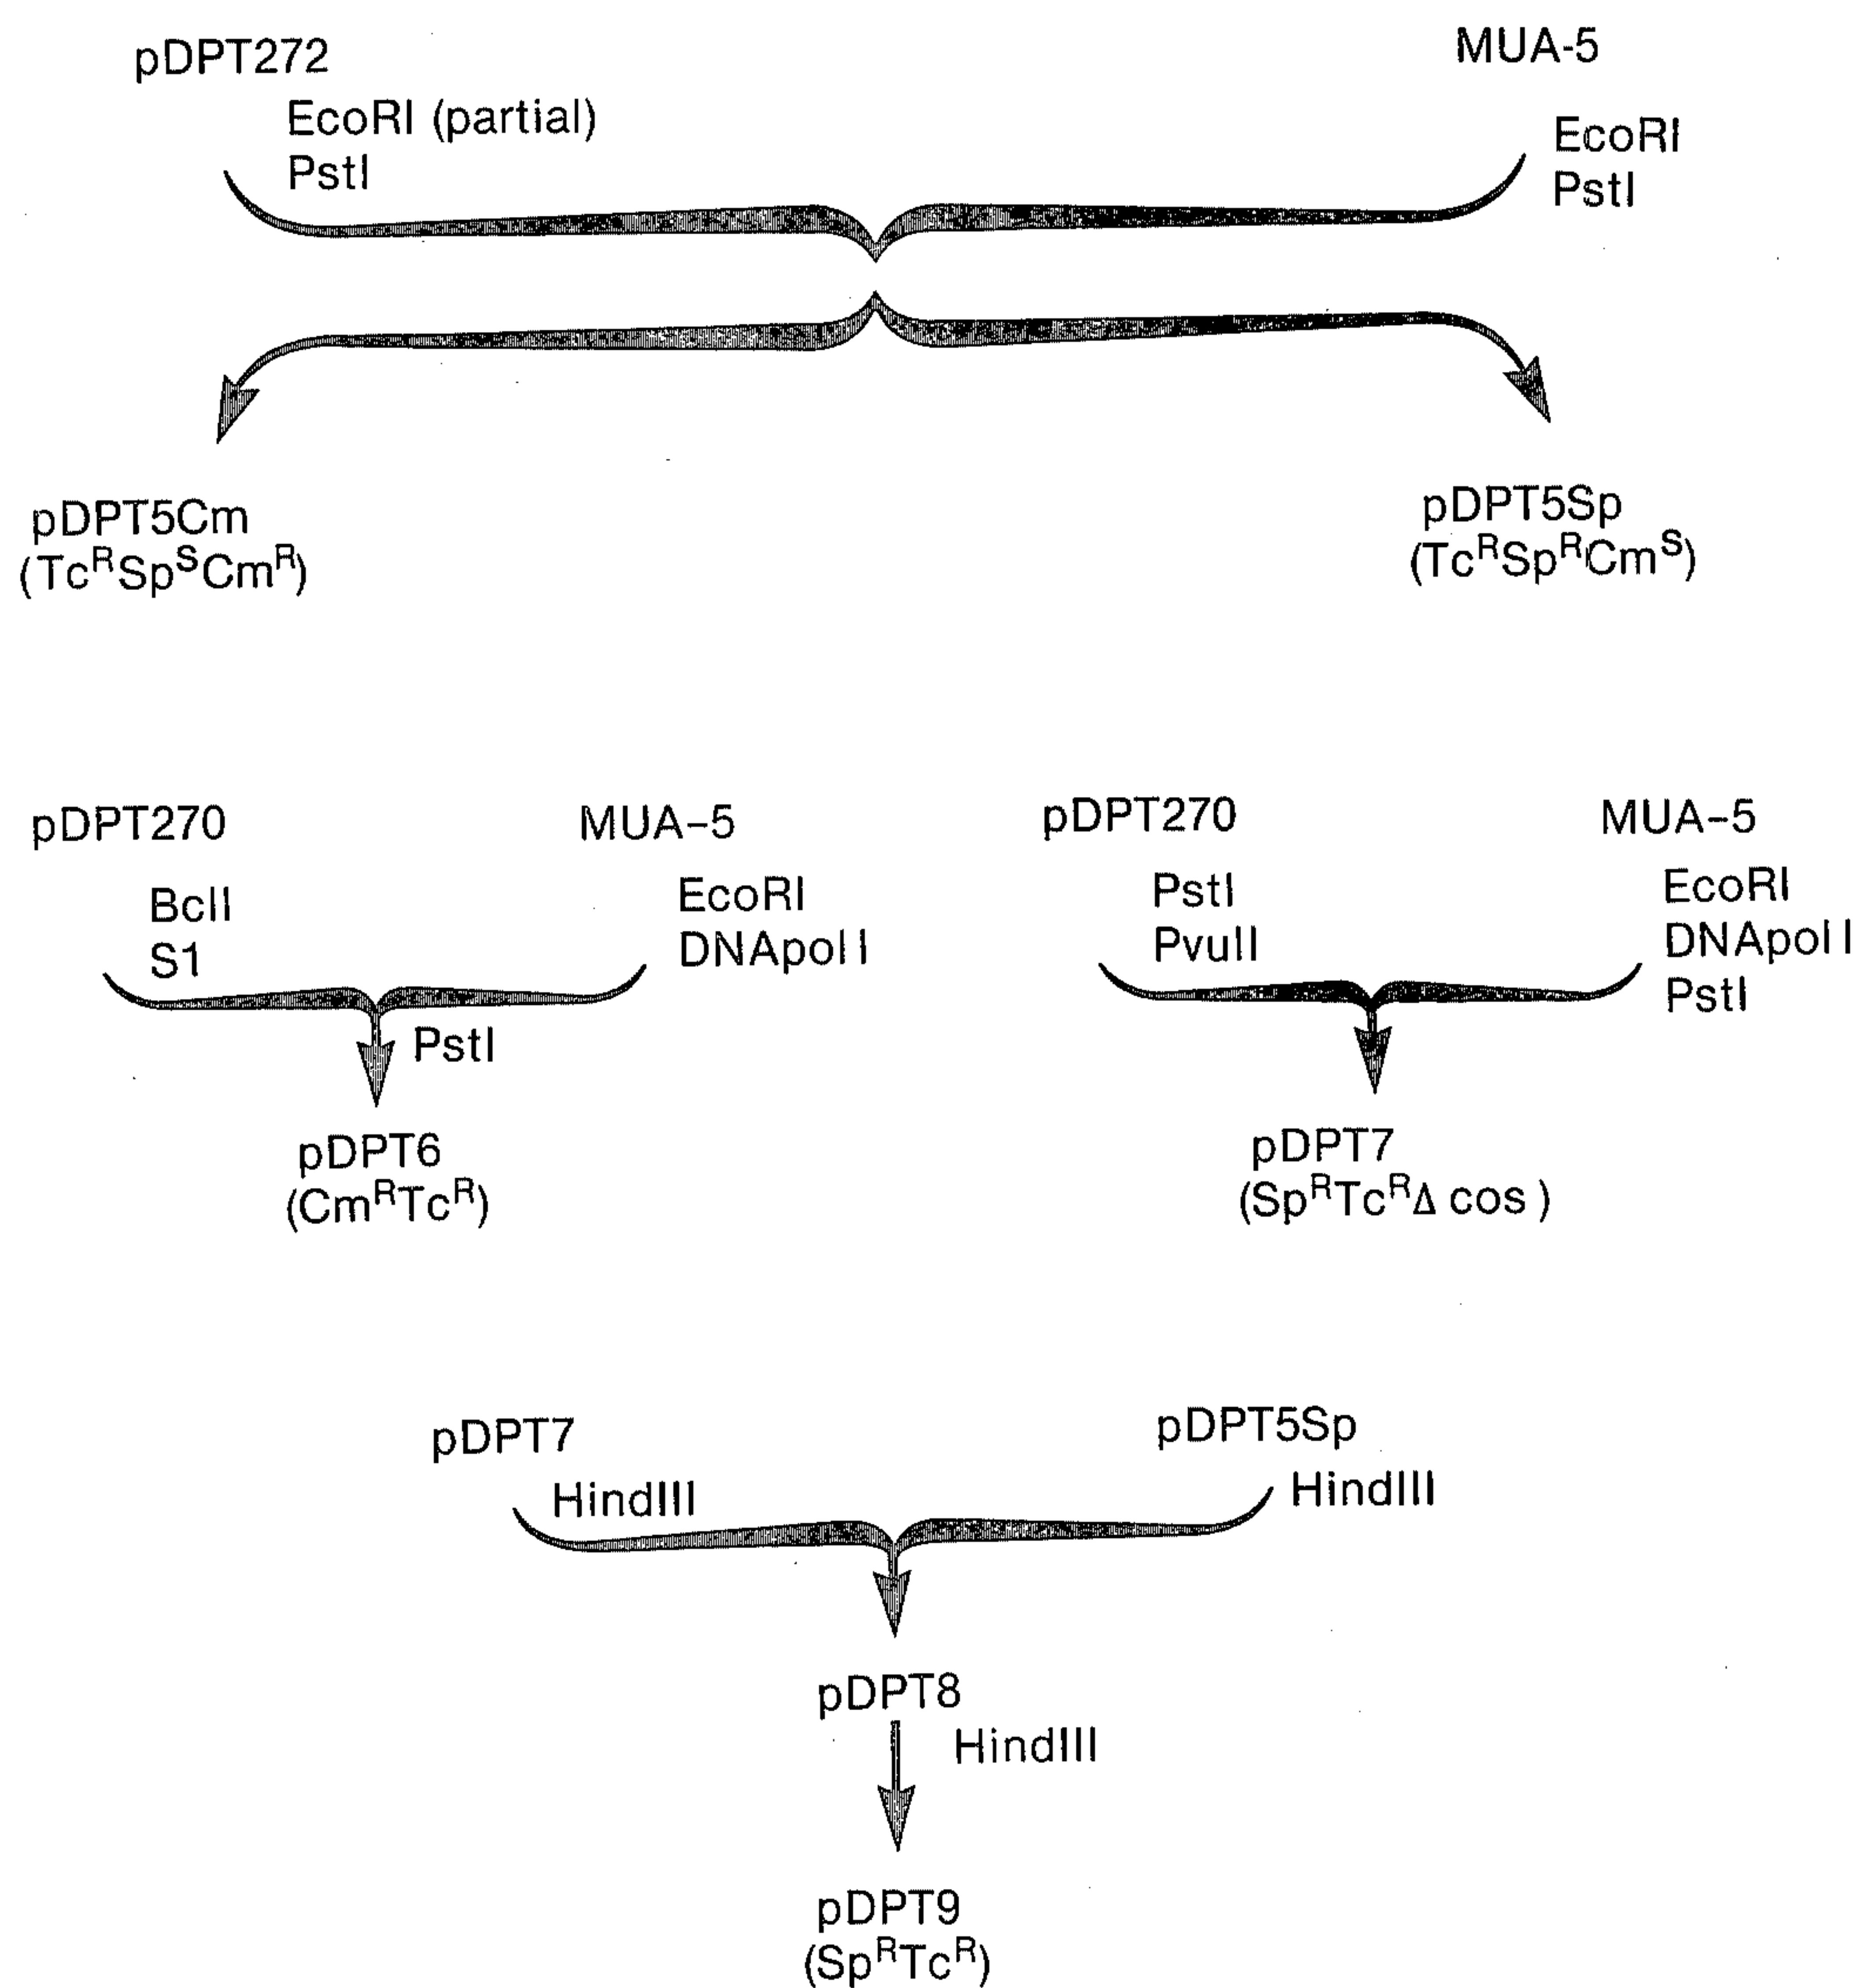 pDPT272
EcoRI (partial)
PstI
MUA-5
EcoRI
PstI
pDPT5Cm
(Tc^R Sp^S Cm^R)
pDPT5Sp
(Tc^R Sp^R Cm^S)
pDPT270
BclI
S1
MUA-5
EcoRI
DNApol I
PstI
pDPT6
(Cm^R Tc^R)
pDPT270
PstI
PvuII
MUA-5
EcoRI
DNApol I
PstI
pDPT7
(Sp^R Tc^R Δ cos )
pDPT7
HindIII
pDPT5Sp
HindIII
pDPT8
HindIII
pDPT9
(Sp^R Tc^R)